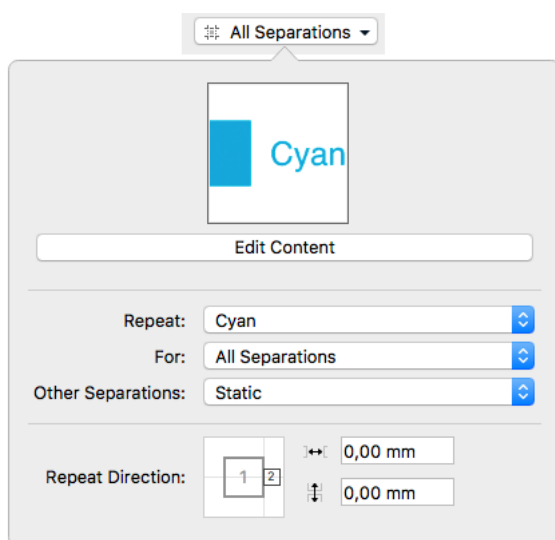 All Separations
Cyan
Edit Content
Repeat: Cyan
For: All Separations
Other Separations: Static
Repeat Direction: 1 2 0,00 mm
0,00 mm